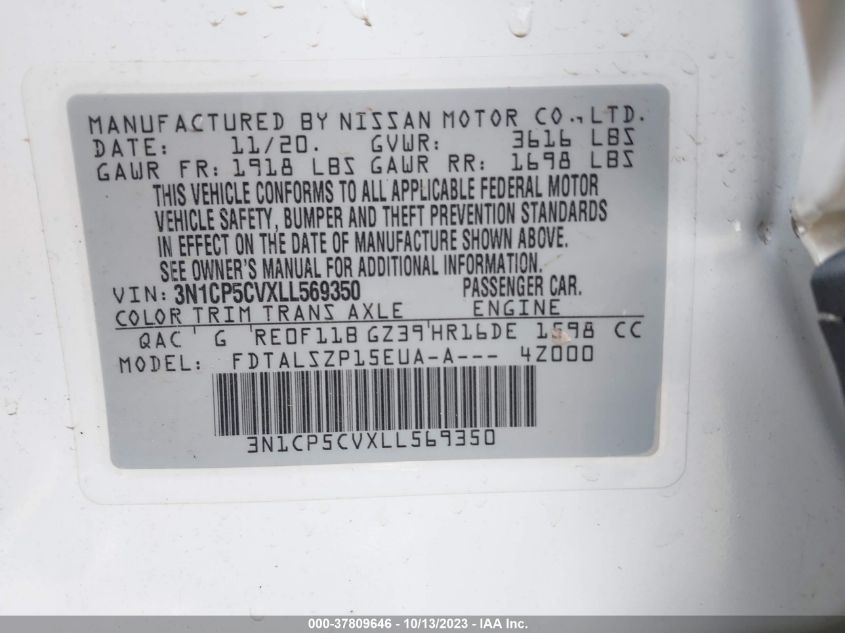 MANUFACTURED BY NISSAN MOTOR CO.,LTD.
DATE: 11/20. GVWR: 3616 LBS
GAWR FR: 1918 LBS GAWR RR: 1698 LBS
THIS VEHICLE CONFORMS TO ALL APPLICABLE FEDERAL MOTOR
VEHICLE SAFETY, BUMPER AND THEFT PREVENTION STANDARDS
IN EFFECT ON THE DATE OF MANUFACTURE SHOWN ABOVE.
SEE OWNER'S MANUAL FOR ADDITIONAL INFORMATION.
VIN: 3N1CP5CVXLL569350 PASSENGER CAR.
COLOR TRIM TRANS AXLE ENGINE
QAC G RE0F11B GZ39 HR16DE 1598 CC
MODEL: FDTALSZP15EUA-A--- 4Z000
3N1CP5CVXLL569350
000-37809646 - 10/13/2023 - IAA Inc.